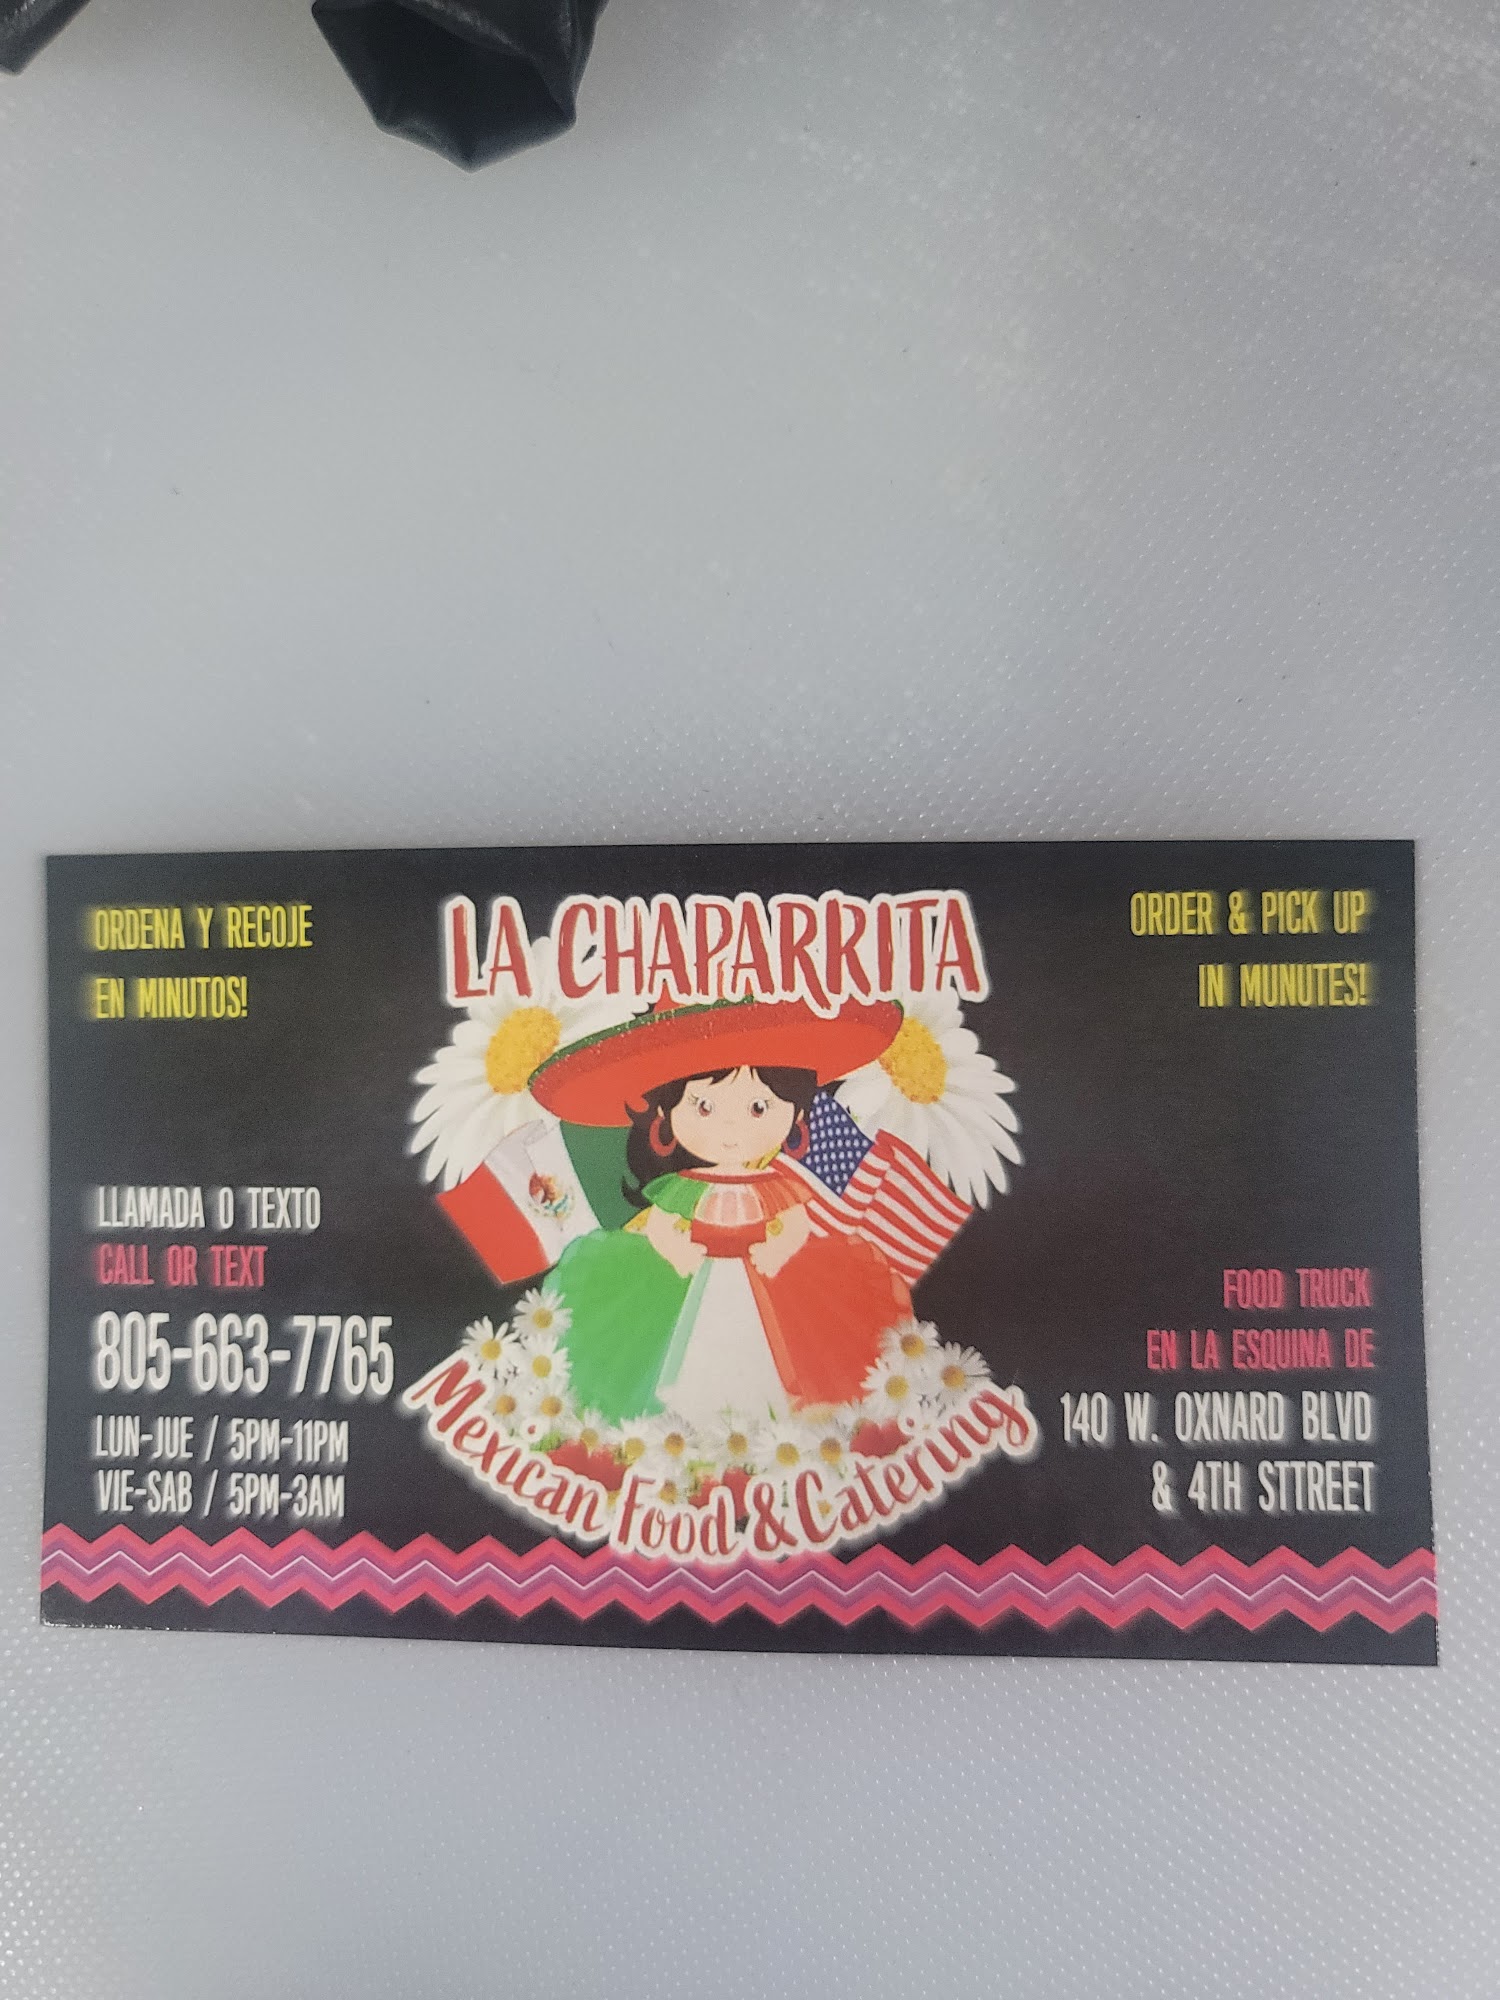 ORDENA Y RECOJE
EN MINUTOS!
LA CHAPARRITA
ORDER & PICK UP
IN MUNUTES!
LLAMADA O TEXTO
CALL OR TEXT
805-663-7765
LUN-JUE / 5PM-11PM
VIE-SAB / 5PM-3AM
Mexican Food & Catering
FOOD TRUCK
EN LA ESQUINA DE
140 W. OXNARD BLVD
& 4TH STTREET